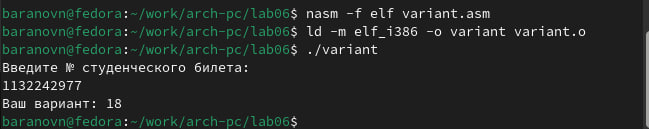 baranovn@fedora:~/work/arch-pc/lab06$ nasm -f elf variant.asm
baranovn@fedora:~/work/arch-pc/lab06$ ld -m elf_i386 -o variant variant.o
baranovn@fedora:~/work/arch-pc/lab06$ ./variant
Введите № студенческого билета:
1132242977
Ваш вариант: 18
baranovn@fedora:~/work/arch-pc/lab06$